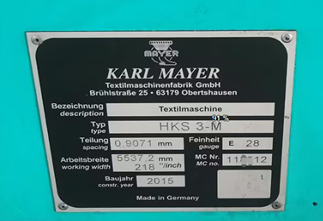 MAYER
KARL MAYER
Textilmaschinenfabrik GmbH
Brühlstraße 25 • 63179 Obertshausen
Bezeichnung description Textilmaschine
91%
Typ type HKS 3-M
Teilung spacing 0.9071 mm Feinheit gauge E 28
Arbeitsbreite working width 5537.2 mm 218 "/inch MC Nr. MC no.
Baujahr constr. year 2015
Made in Germany